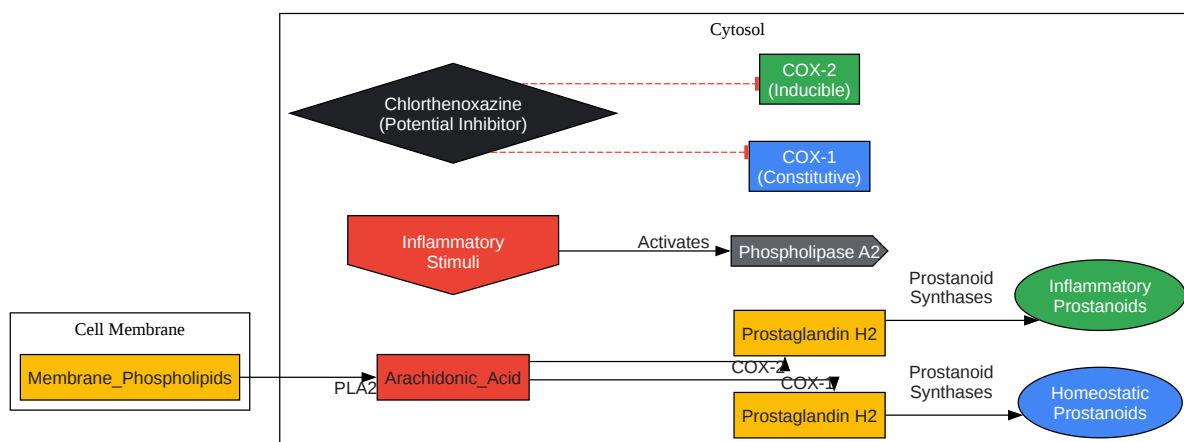 Cytosol
COX-2
(Inducible)
Chlorthenoxazine
(Potential Inhibitor)
COX-1
(Constitutive)
Inflammatory
Stimuli
Activates
Phospholipase A2
Prostanoid
Synthases
Inflammatory
Prostanoids
Cell Membrane
Membrane_Phospholipids
PLA2
Arachidonic_Acid
COX-2
Prostaglandin H2
COX-1
Prostaglandin H2
Prostanoid
Synthases
Homeostatic
Prostanoids